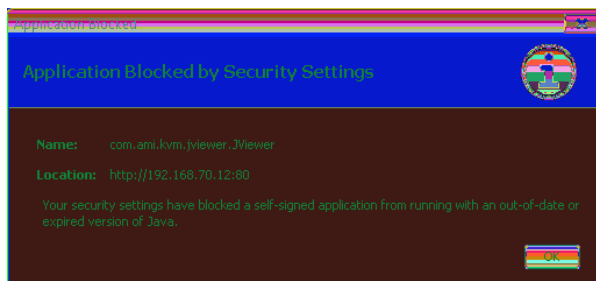 Application Blocked
Application Blocked by Security Settings
Name: com.ami.kvm.jviewer.JViewer
Location: http://192.168.70.12:80
Your security settings have blocked a self-signed application from running with an out-of-date or
expired version of Java.
OK